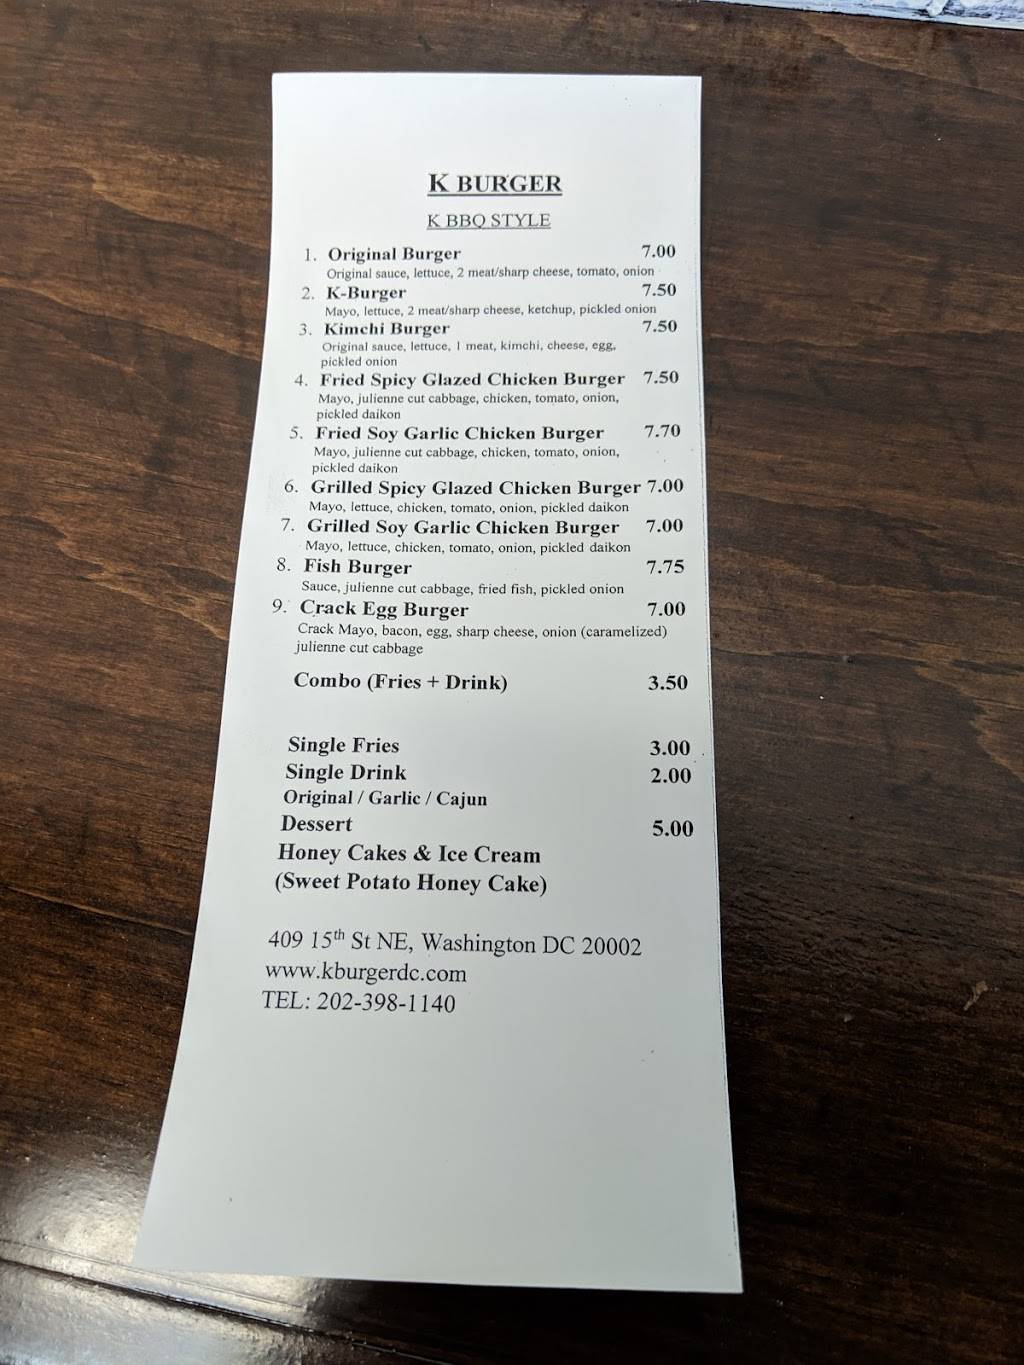 K BURGER
K BBQ STYLE
1. Original Burger 7.00
Original sauce, lettuce, 2 meat/sharp cheese, tomato, onion
2. K-Burger 7.50
Mayo, lettuce, 2 meat/sharp cheese, ketchup, pickled onion
3. Kimchi Burger 7.50
Original sauce, lettuce, 1 meat, kimchi, cheese, egg,
pickled onion
4. Fried Spicy Glazed Chicken Burger 7.50
Mayo, julienne cut cabbage, chicken, tomato, onion,
pickled daikon
5. Fried Soy Garlic Chicken Burger 7.70
Mayo, julienne cut cabbage, chicken, tomato, onion,
pickled daikon
6. Grilled Spicy Glazed Chicken Burger 7.00
Mayo, lettuce, chicken, tomato, onion, pickled daikon
7. Grilled Soy Garlic Chicken Burger 7.00
Mayo, lettuce, chicken, tomato, onion, pickled daikon
8. Fish Burger 7.75
Sauce, julienne cut cabbage, fried fish, pickled onion
9. Crack Egg Burger 7.00
Crack Mayo, bacon, egg, sharp cheese, onion (caramelized)
julienne cut cabbage
Combo (Fries + Drink) 3.50
Single Fries 3.00
Single Drink 2.00
Original / Garlic / Cajun
Dessert 5.00
Honey Cakes & Ice Cream
(Sweet Potato Honey Cake)
409 15th St NE, Washington DC 20002
www.kburgerdc.com
TEL: 202-398-1140